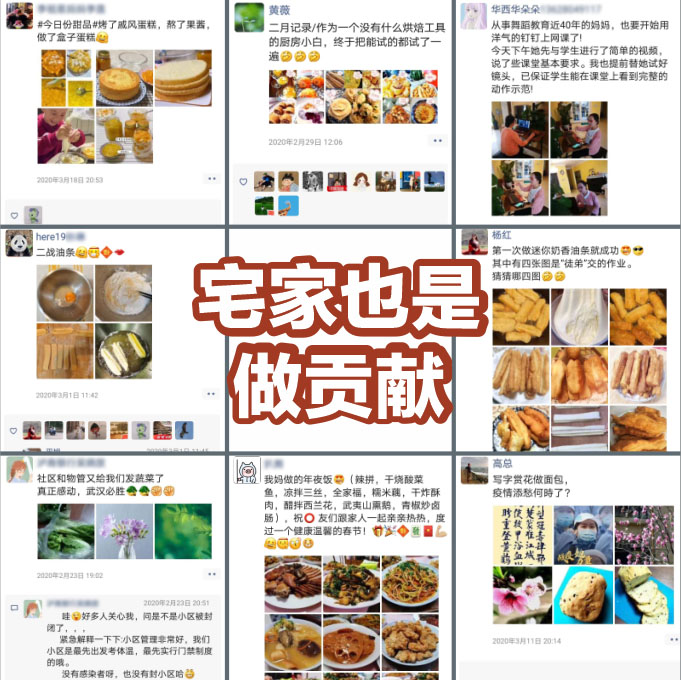 #今日份甜品#烤了戚风蛋糕，熬了果酱，
做了盒子蛋糕😄
2020年3月18日 20:53
黄薇
二月记录/作为一个没有什么烘焙工具
的厨房小白，终于把能试的都试了一
遍🤣🤣🤣
2020年2月29日 12:06
华西华朵朵
从事舞蹈教育近40年的妈妈，也要开始用
洋气的钉钉上网课了!
今天下午她先与学生进行了简单的视频，
说了些课堂基本要求。我也提前替她试好
镜头，已保证学生能在课堂上看到完整的
动作示范!
here19
二战油条
2020年3月1日 11:42
宅家也是
做贡献
杨红
第一次做迷你奶香油条就成功😍😎
其中有四张图是“徒弟”交的作业。
猜猜哪四图🤣🤣
社区和物管又给我们发蔬菜了
真正感动，武汉必胜
2020年2月23日 19:02
2020年2月23日 20:51
哇😮好多人关心我，问是不是小区被封
闭了，，，
紧急解释一下下:小区管理非常好，我们
小区是最先出发考体温，最先实行门禁制度
的哦。
没有感染者呀，也没有封小区哈
我妈做的年夜饭😍（辣拼，干烧酸菜
鱼，凉拌三丝，全家福，糯米藕，干炸酥
肉，醋拌西兰花，武夷山熏鹅，青椒炒卤
肠），祝⭕友们跟家人一起亲亲热热，度
过一个健康温馨的春节！
高总
写字赏花做面包，
疫情添愁何時了？
2020年3月11日 20:14